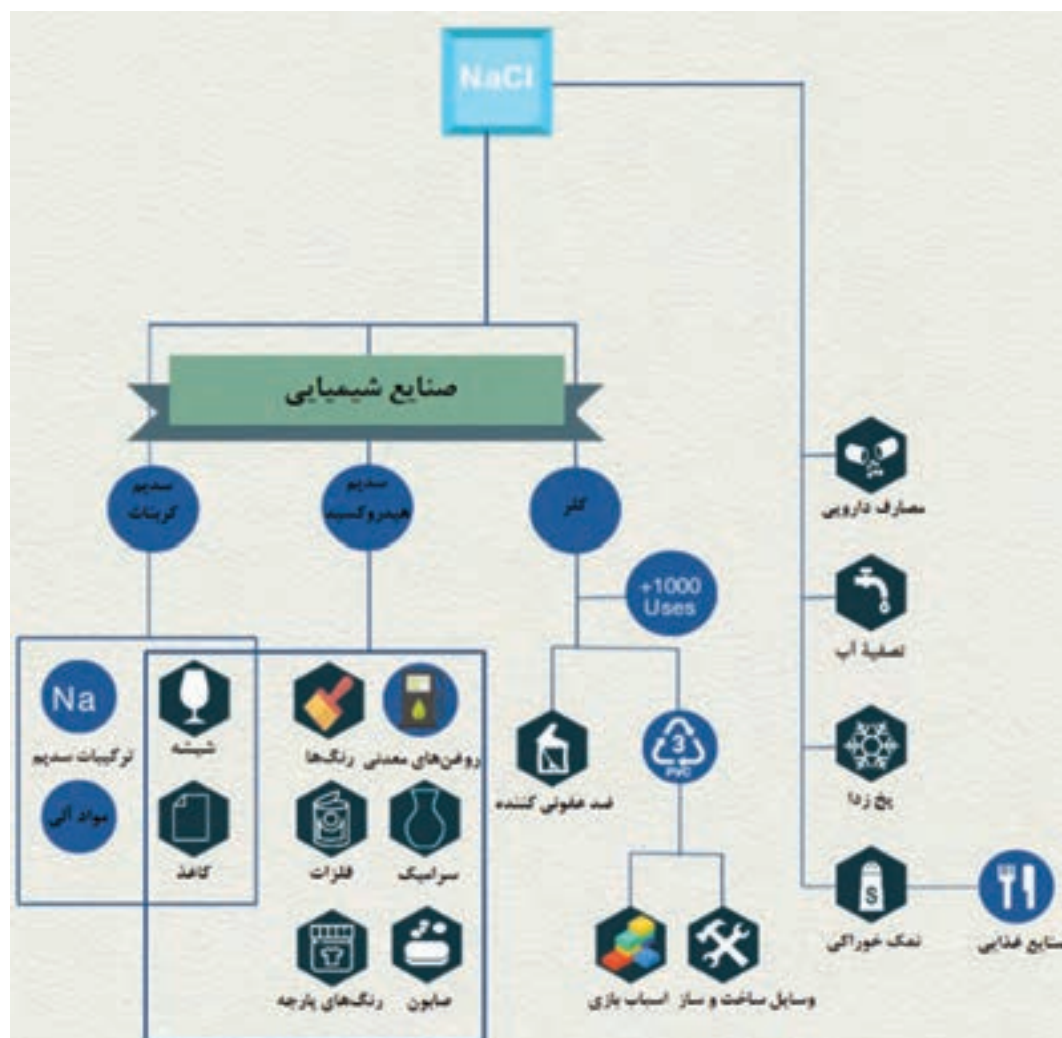 NaCl
صنایع شیمیایی
کلر
سدیم
هیدروکسید
سدیم
کربنات
+1000
Uses
مصارف دارویی
تصفیهٔ آب
یخ زدا
نمک خوراکی
صنایع غذایی
ضد عفونی کننده
3
PVC
وسایل ساخت و ساز
اسباب بازی
روغن‌های معدنی
رنگ‌ها
سرامیک
فلزات
صابون
رنگ‌های پارچه
شیشه
کاغذ
Na
ترکیبات سدیم
مواد آلی
S